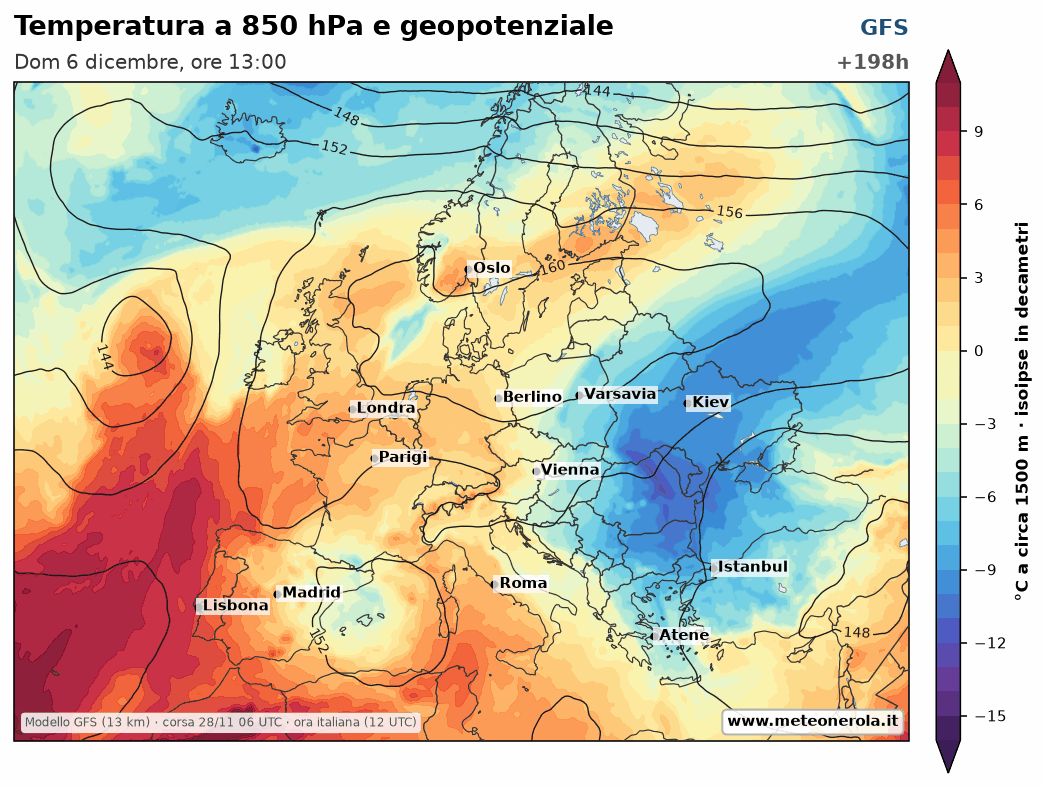 Temperatura a 850 hPa e geopotenziale
GFS
Dom 6 dicembre, ore 13:00
+198h
144
148
152
156
160
Oslo
144
Berlino
Varsavia
Kiev
Londra
Parigi
Vienna
Istanbul
Roma
Madrid
Lisbona
Atene
148
Modello GFS (13 km) · corsa 28/11 06 UTC · ora italiana (12 UTC)
www.meteonerola.it
9
6
3
0
−3
−6
−9
−12
−15
°C a circa 1500 m · isoipse in decametri